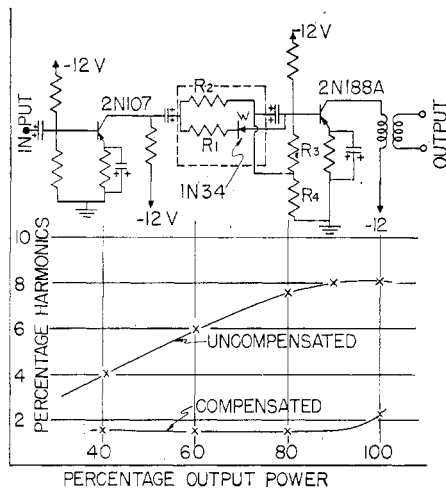 -12 V
-12V
2N107
2N188A
R2
W
R1
INPUT
OUTPUT
1N34
R3
R4
-12 V
-12
10
8
6
4
2
PERCENTAGE HARMONICS
UNCOMPENSATED
COMPENSATED
40
60
80
100
PERCENTAGE OUTPUT POWER